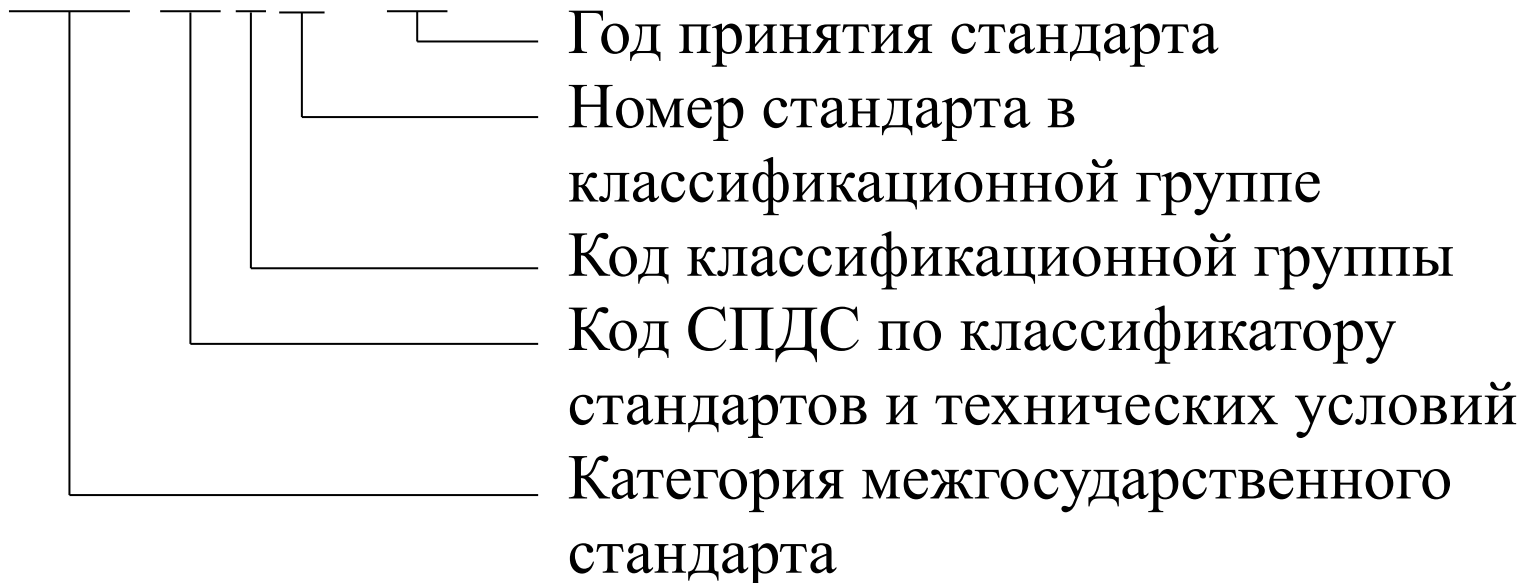 Год принятия стандарта
Номер стандарта в
классификационной группе
Код классификационной группы
Код СПДС по классификатору
стандартов и технических условий
Категория межгосударственного
стандарта